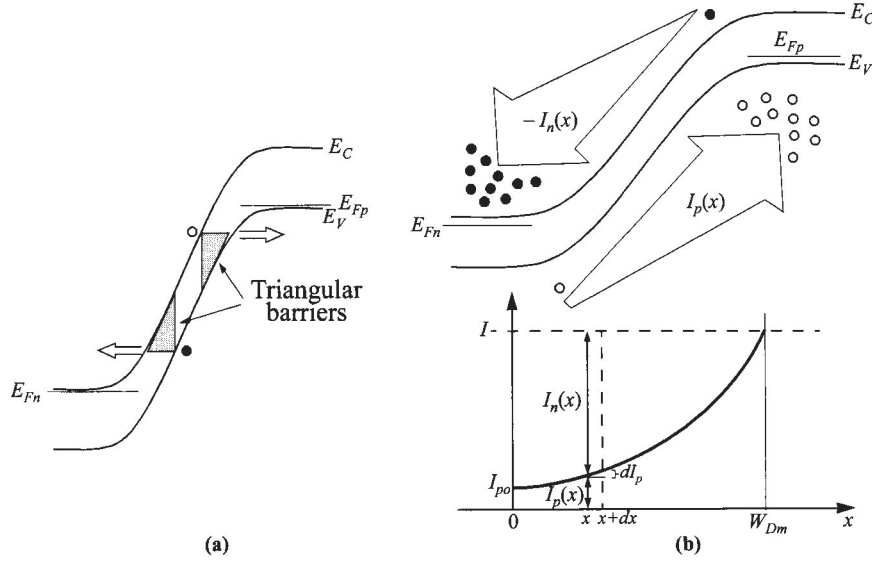 E_C
E_Fp
E_V
E_Fn
Triangular
barriers
(a)
E_C
E_Fp
E_V
−I_n(x)
I_p(x)
E_Fn
I
I_n(x)
dI_p
I_po
I_p(x)
0
x
x+dx
W_Dm
x
(b)